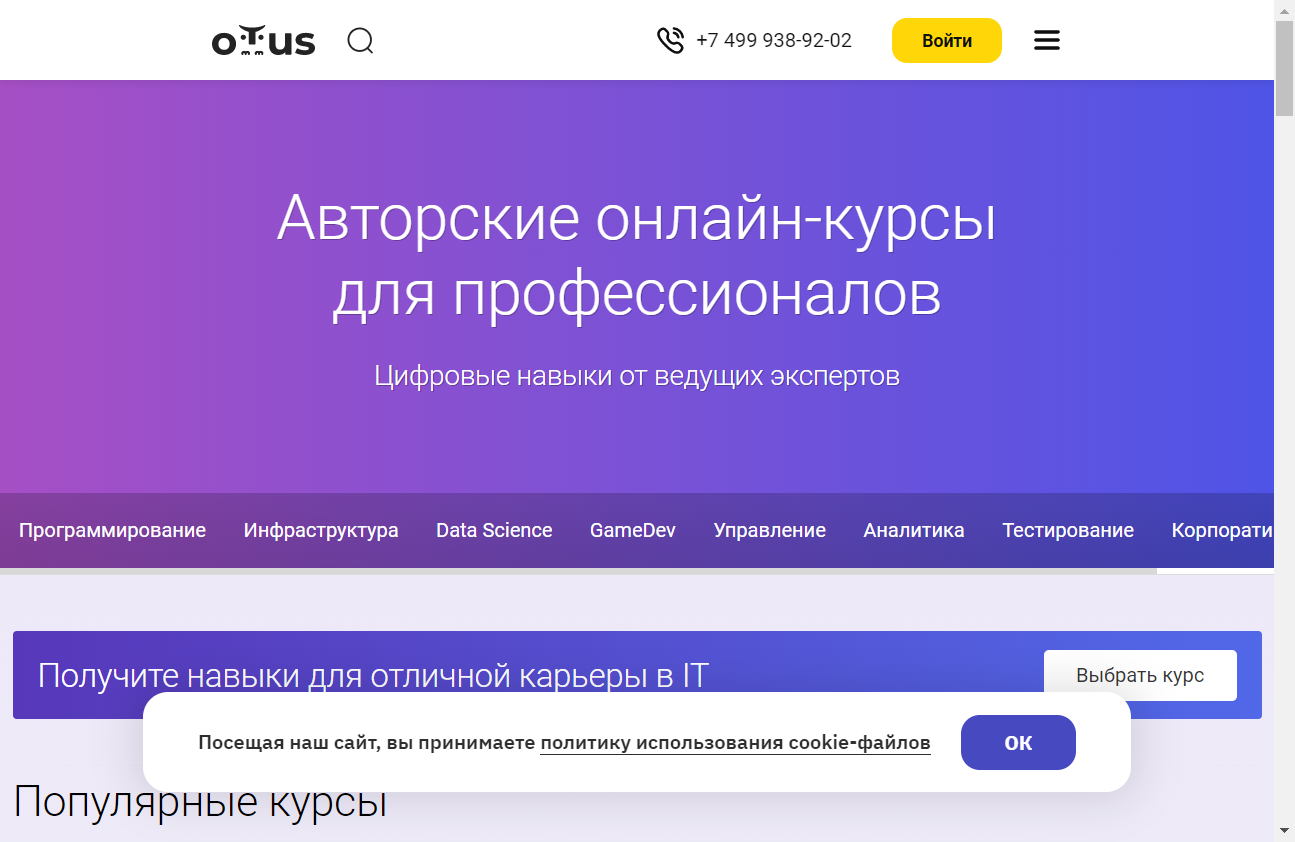 OTUS
+7 499 938-92-02
Войти
Авторские онлайн-курсы
для профессионалов
Цифровые навыки от ведущих экспертов
Программирование Инфраструктура Data Science GameDev Управление Аналитика Тестирование Корпорати
Получите навыки для отличной карьеры в IT
Выбрать курс
Посещая наш сайт, вы принимаете политику использования cookie-файлов
ОК
Популярные курсы